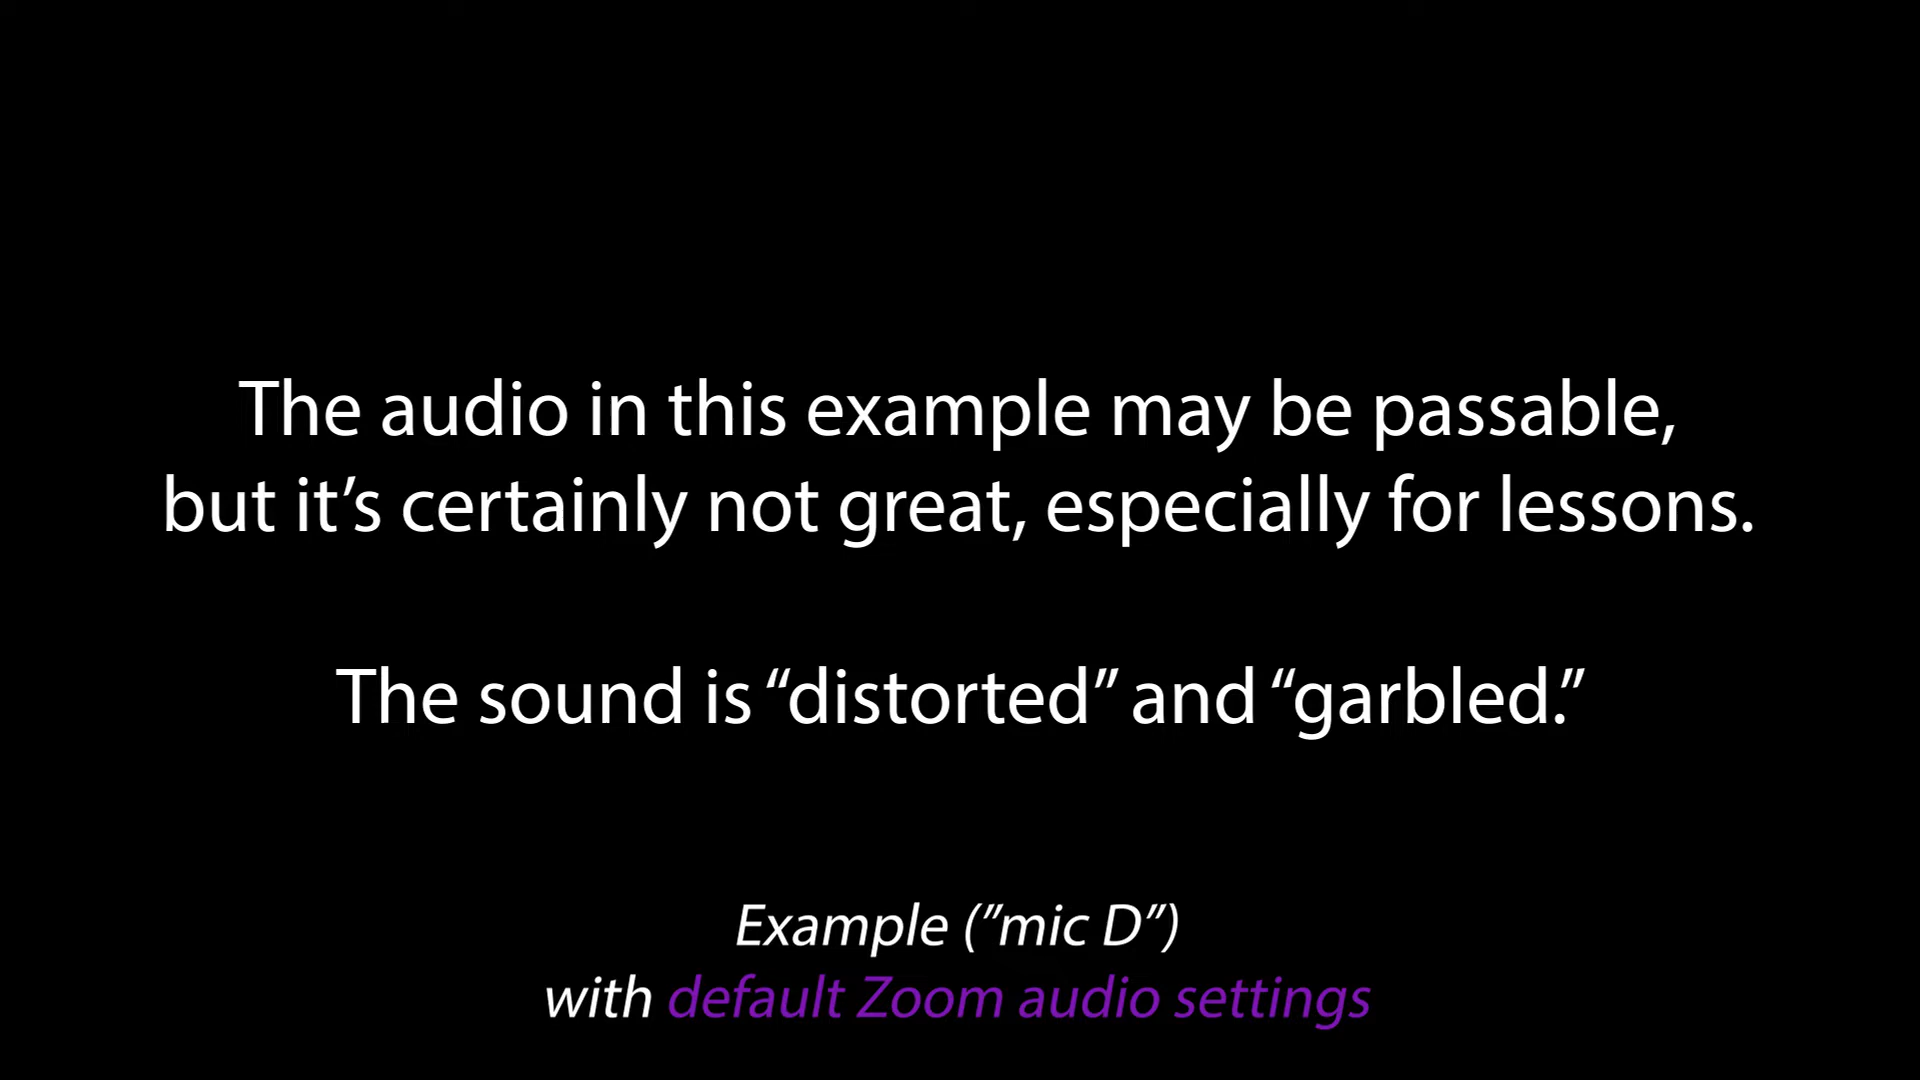 The audio in this example may be passable,
but it’s certainly not great, especially for lessons.
The sound is “distorted” and “garbled.”
Example (”mic D”)
with default Zoom audio settings